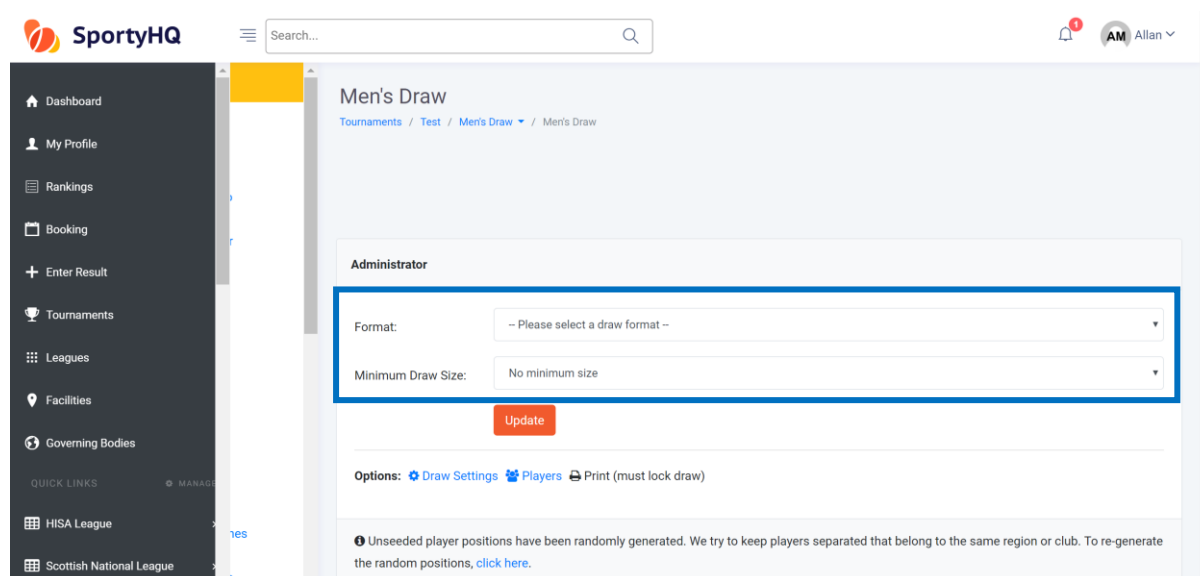 SportyHQ
Search...
1
AM Allan
Dashboard
My Profile
Rankings
Booking
Enter Result
Tournaments
Leagues
Facilities
Governing Bodies
QUICK LINKS MANAGE
HISA League
Scottish National League
Men's Draw
Tournaments / Test / Men's Draw / Men's Draw
Administrator
Format: -- Please select a draw format --
Minimum Draw Size: No minimum size
Update
Options: Draw Settings Players Print (must lock draw)
Unseeded player positions have been randomly generated. We try to keep players separated that belong to the same region or club. To re-generate
the random positions, click here.